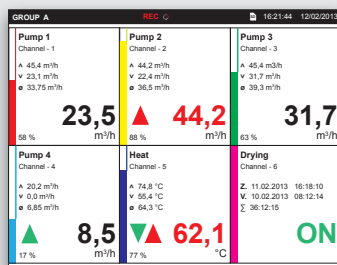 GROUP A REC 16:21:44 12/02/2013
Pump 1
Channel - 1
ʌ 45,4 m³/h
v 23,1 m³/h
ø 33,75 m³/h
23,5
58 % m³/h
Pump 2
Channel - 2
ʌ 44,2 m³/h
v 22,4 m³/h
ø 36,5 m³/h
44,2
88 % m³/h
Pump 3
Channel - 3
ʌ 45,4 m3/h
v 31,7 m³/h
ø 39,3 m³/h
31,7
63 % m³/h
Pump 4
Channel - 4
ʌ 20,2 m³/h
v 0,0 m³/h
ø 6,85 m³/h
8,5
17 % m³/h
Heat
Channel - 5
ʌ 74,8 °C
v 55,4 °C
ø 64,3 °C
62,1
77 % °C
Drying
Channel - 6
Z. 11.02.2013 16:18:10
V. 10.02.2013 08:12:14
∑ 36:12:15
ON